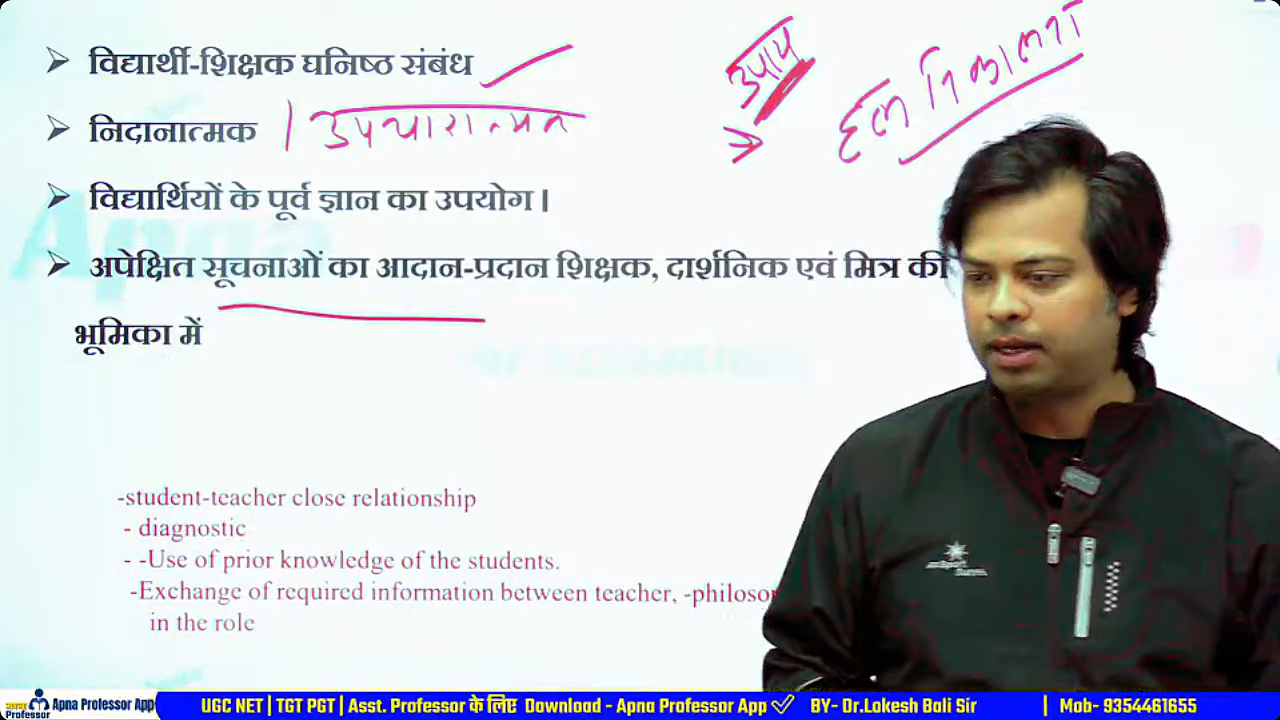 ➤ विद्यार्थी-शिक्षक घनिष्ठ संबंध
➤ निदानात्मक | उपचारात्मक
उपाय
हल निकालना
➤ विद्यार्थियों के पूर्व ज्ञान का उपयोग।
➤ अपेक्षित सूचनाओं का आदान-प्रदान शिक्षक, दार्शनिक एवं मित्र की
भूमिका में
-student-teacher close relationship
- diagnostic
- -Use of prior knowledge of the students.
-Exchange of required information between teacher,
in the role
Apna Professor Apna Professor App
UGC NET | TGT PGT | Asst. Professor के लिए Download - Apna Professor App ✓ BY- Dr.Lokesh Bali Sir | Mob- 9354461655